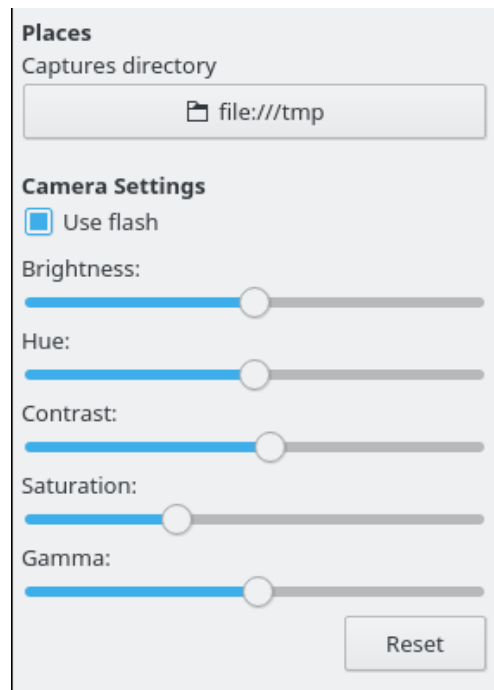 Places
Captures directory
file:///tmp
Camera Settings
Use flash
Brightness:
Hue:
Contrast:
Saturation:
Gamma:
Reset